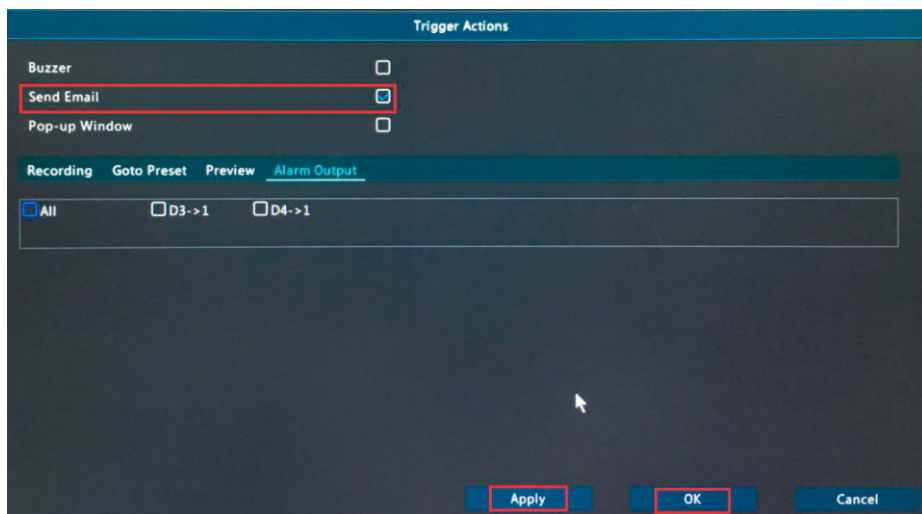 Trigger Actions
Buzzer
Send Email
Pop-up Window
Recording Goto Preset Preview Alarm Output
All D3->1 D4->1
Apply OK Cancel